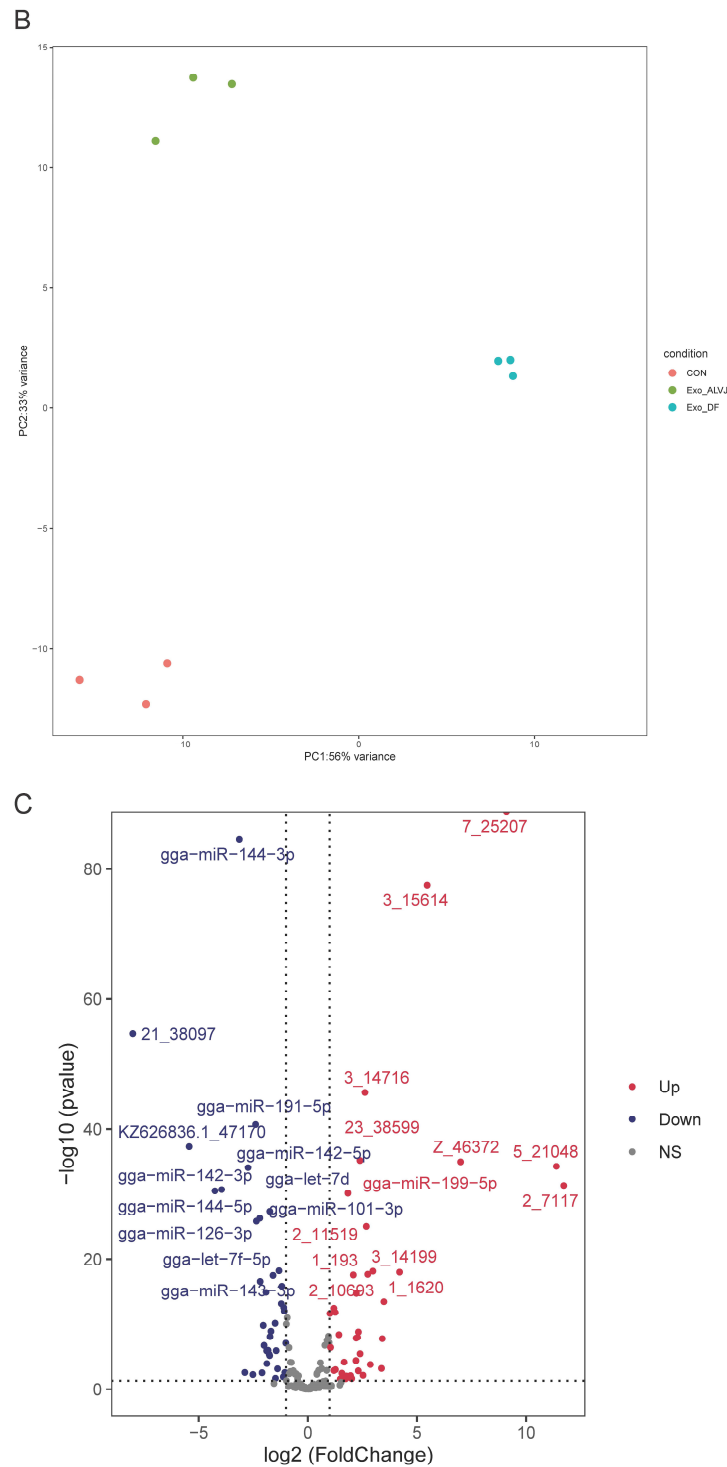 B
15
10
5
0
−5
−10
PC2:33% variance
10
0
10
PC1:56% variance
condition
CON
Exo_ALVJ
Exo_DF
C
7_25207
gga−miR−144−3p
3_15614
21_38097
3_14716
gga−miR−191−5p
23_38599
KZ626836.1_47170
gga−miR−142−5p
Z_46372
5_21048
gga−miR−142−3p
gga−let−7d
gga−miR−199−5p
2_7117
gga−miR−144−5p
gga−miR−101−3p
gga−miR−126−3p
2_11519
gga−let−7f−5p
1_193
3_14199
gga−miR−143−3p
2_10693
1_1620
80
60
40
20
0
−log10 (pvalue)
−5
0
5
10
log2 (FoldChange)
Up
Down
NS